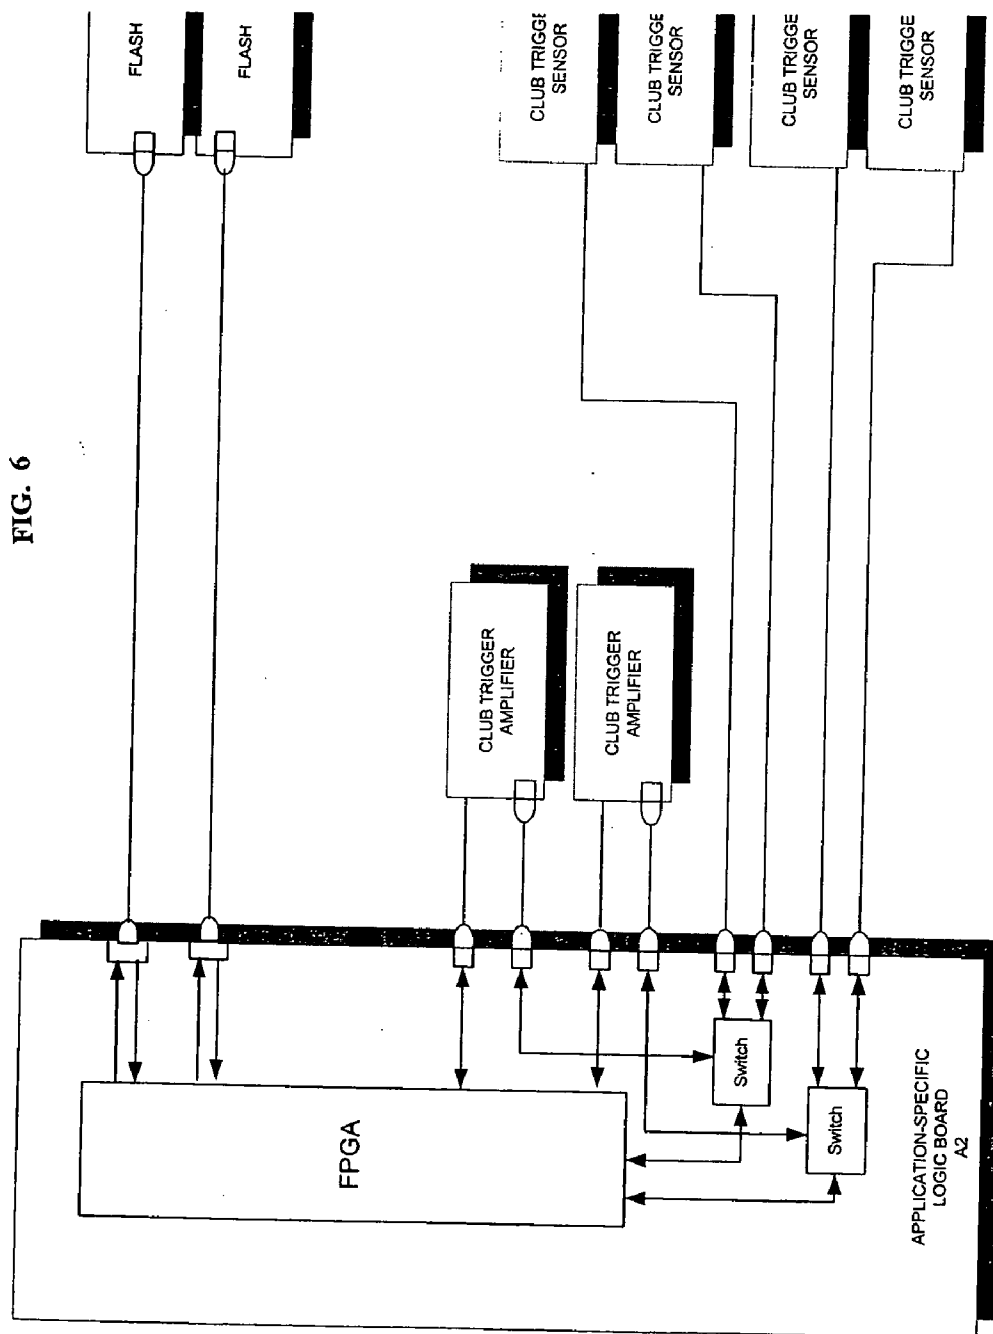 FIG. 6
FLASH
FLASH
CLUB TRIGGE
SENSOR
CLUB TRIGGE
SENSOR
CLUB TRIGGE
SENSOR
CLUB TRIGGE
SENSOR
CLUB TRIGGER
AMPLIFIER
CLUB TRIGGER
AMPLIFIER
FPGA
Switch
Switch
APPLICATION-SPECIFIC
LOGIC BOARD
A2